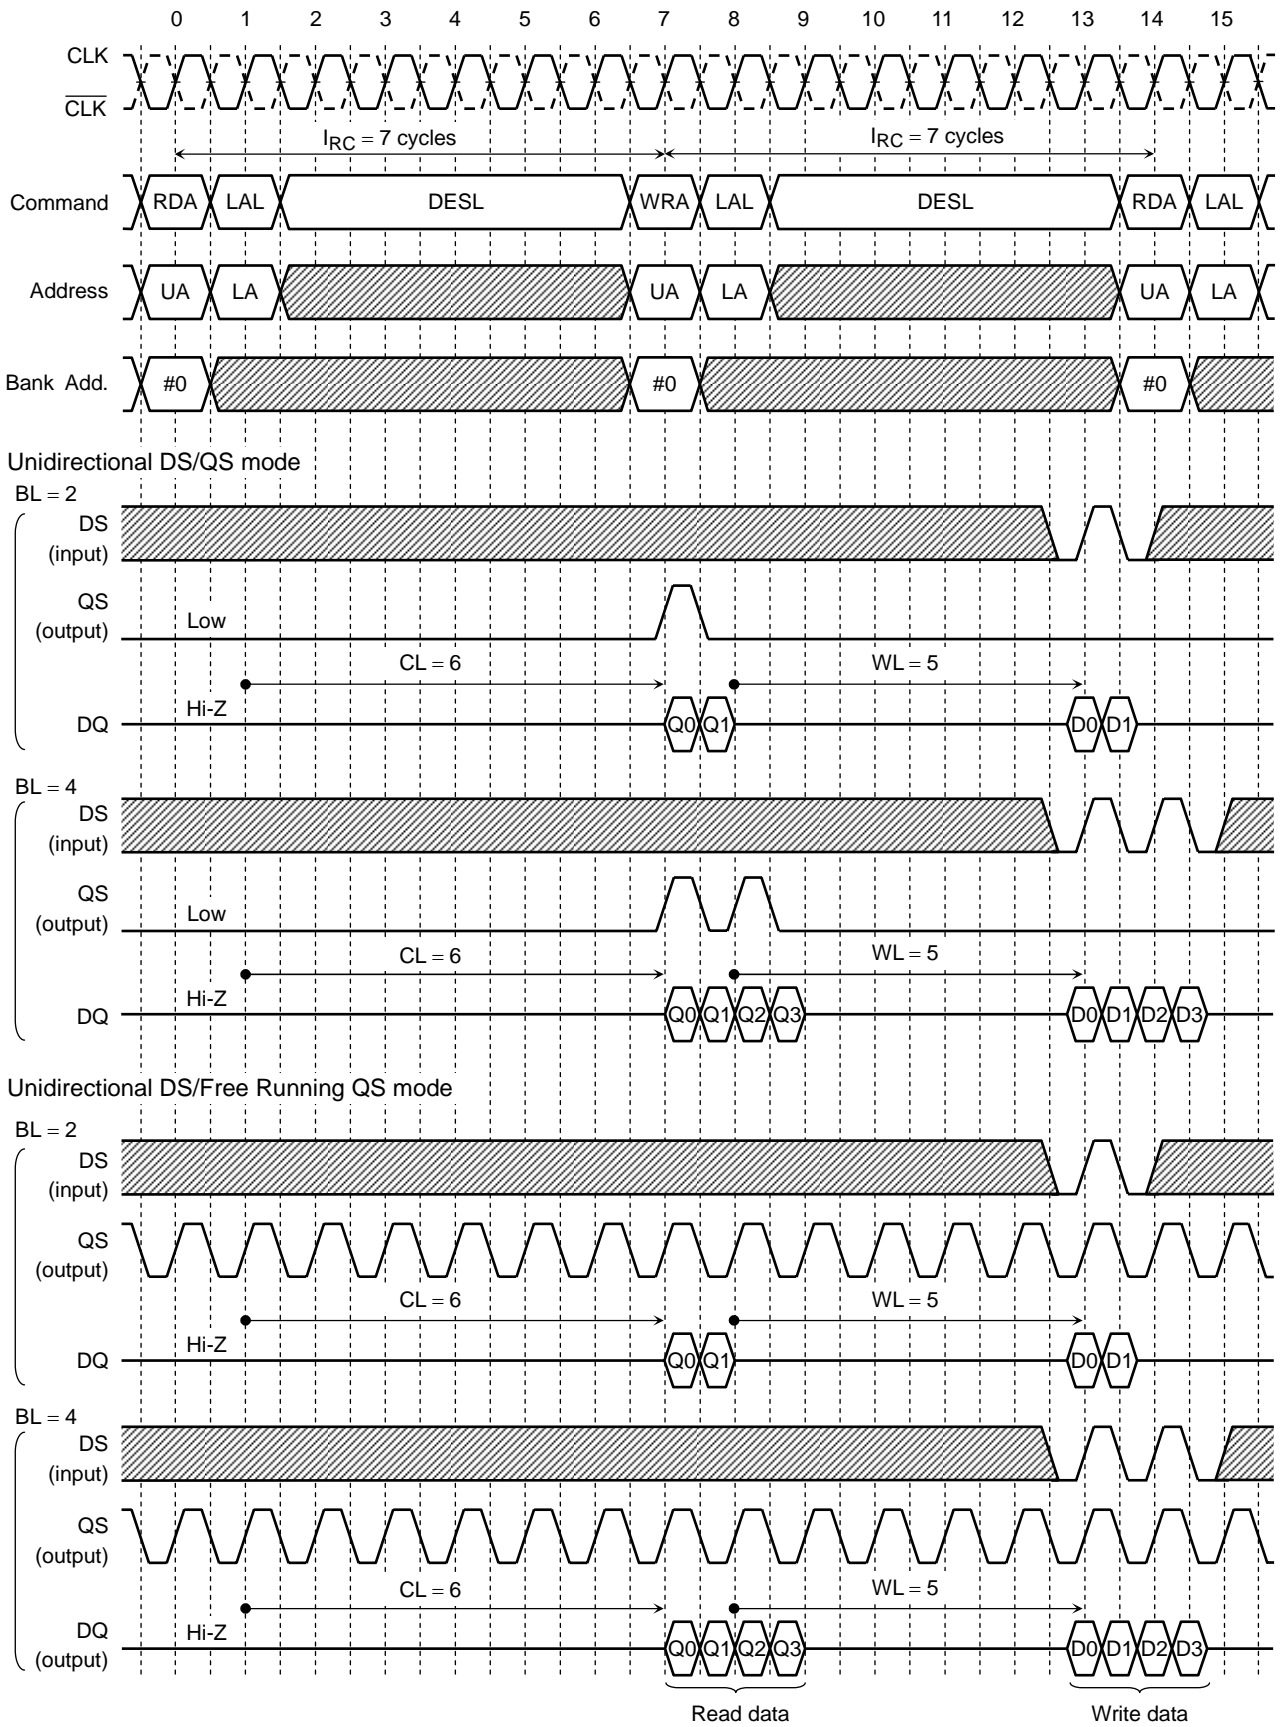 0 1 2 3 4 5 6 7 8 9 10 11 12 13 14 15
CLK
CLK
IRC = 7 cycles IRC = 7 cycles
Command RDA LAL DESL WRA LAL DESL RDA LAL
Address UA LA UA LA UA LA
Bank Add. #0 #0 #0
Unidirectional DS/QS mode
BL = 2
DS
(input)
QS
(output) Low
CL = 6 WL = 5
Hi-Z
DQ Q0 Q1 D0 D1
BL = 4
DS
(input)
QS
(output) Low
CL = 6 WL = 5
Hi-Z
DQ Q0 Q1 Q2 Q3 D0 D1 D2 D3
Unidirectional DS/Free Running QS mode
BL = 2
DS
(input)
QS
(output)
CL = 6 WL = 5
Hi-Z
DQ Q0 Q1 D0 D1
BL = 4
DS
(input)
QS
(output)
CL = 6 WL = 5
DQ Hi-Z Q0 Q1 Q2 Q3 D0 D1 D2 D3
(output)
Read data Write data